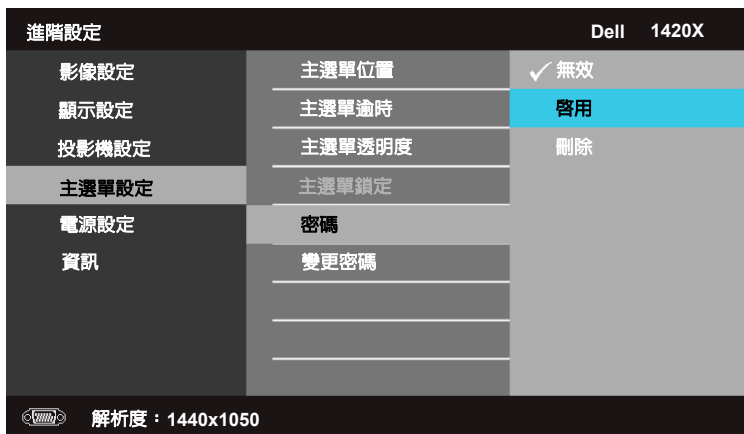 進階設定
Dell 1420X
影像設定
顯示設定
投影機設定
主選單設定
電源設定
資訊
主選單位置
主選單逾時
主選單透明度
主選單鎖定
密碼
變更密碼
無效
啓用
刪除
解析度：1440x1050